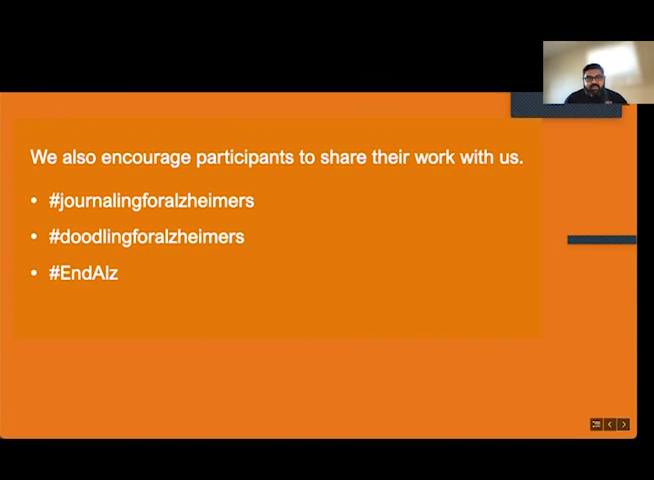 We also encourage participants to share their work with us.
• #journalingforalzheimers
• #doodlingforalzheimers
• #EndAlz